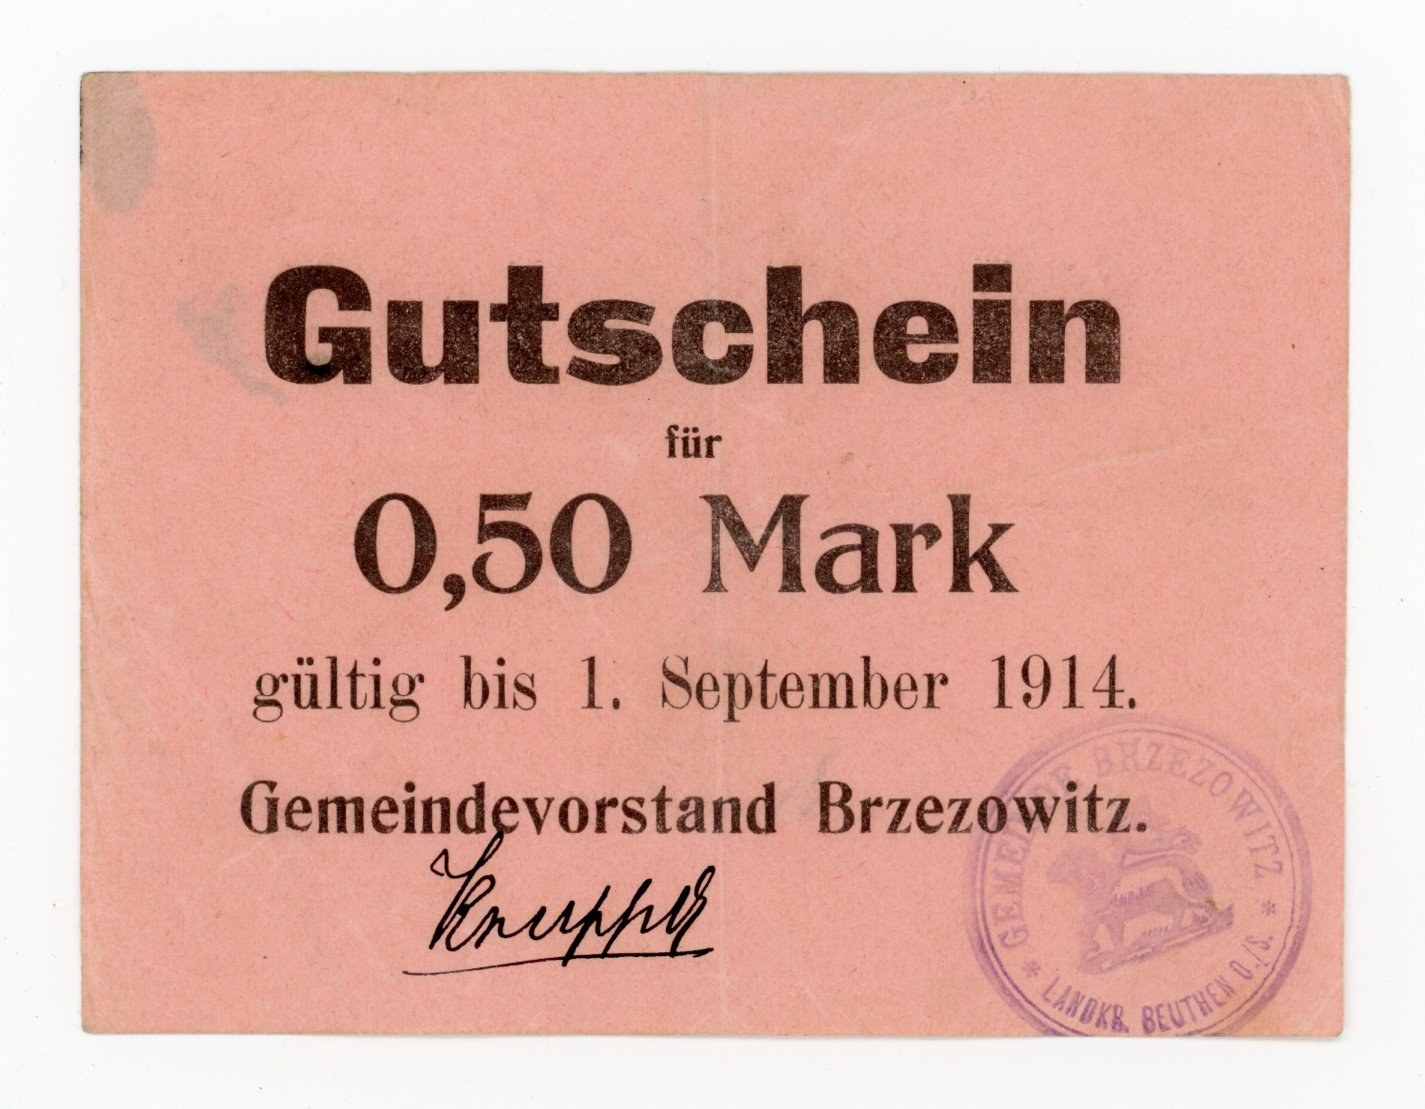 Gutschein
für
0,50 Mark
gültig bis 1. September 1914.
Gemeindevorstand Brzezowitz.
* GEMEINDE BRZEZOWITZ *
LANDKR. BEUTHEN O./S.